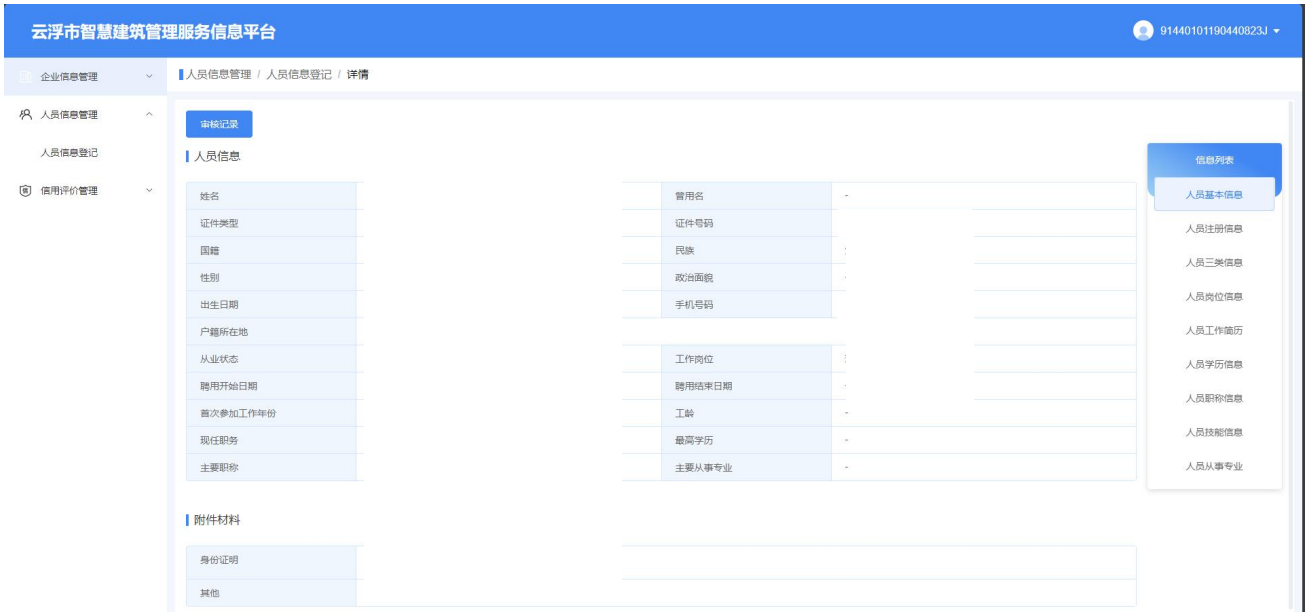 云浮市智慧建筑管理服务信息平台
91440101190440823J
企业信息管理
人员信息管理 / 人员信息登记 / 详情
人员信息管理
人员信息登记
信用评价管理
审核记录
人员信息
姓名 曾用名 -
证件类型 证件号码
国籍 民族
性别 政治面貌
出生日期 手机号码
户籍所在地
从业状态 工作岗位
聘用开始日期 聘用结束日期
首次参加工作年份 工龄 -
现任职务 最高学历 -
主要职称 主要从事专业 -
附件材料
身份证明
其他
信息列表
人员基本信息
人员注册信息
人员三类信息
人员岗位信息
人员工作简历
人员学历信息
人员职称信息
人员技能信息
人员从事专业